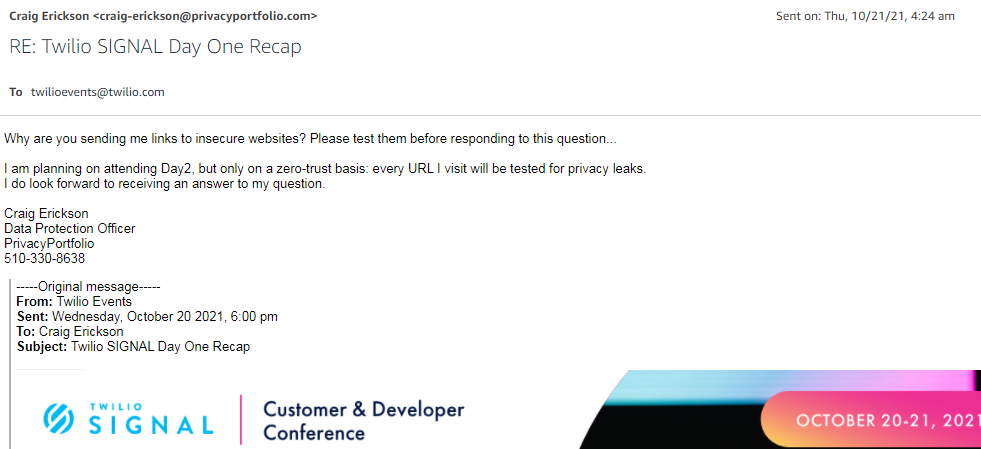 Craig Erickson <craig-erickson@privacyportfolio.com>
Sent on: Thu, 10/21/21, 4:24 am
RE: Twilio SIGNAL Day One Recap
To twilioevents@twilio.com
Why are you sending me links to insecure websites? Please test them before responding to this question...
I am planning on attending Day2, but only on a zero-trust basis: every URL I visit will be tested for privacy leaks.
I do look forward to receiving an answer to my question.
Craig Erickson
Data Protection Officer
PrivacyPortfolio
510-330-8638
-----Original message-----
From: Twilio Events
Sent: Wednesday, October 20 2021, 6:00 pm
To: Craig Erickson
Subject: Twilio SIGNAL Day One Recap
TWILIO
SIGNAL
Customer & Developer
Conference
OCTOBER 20-21, 2021